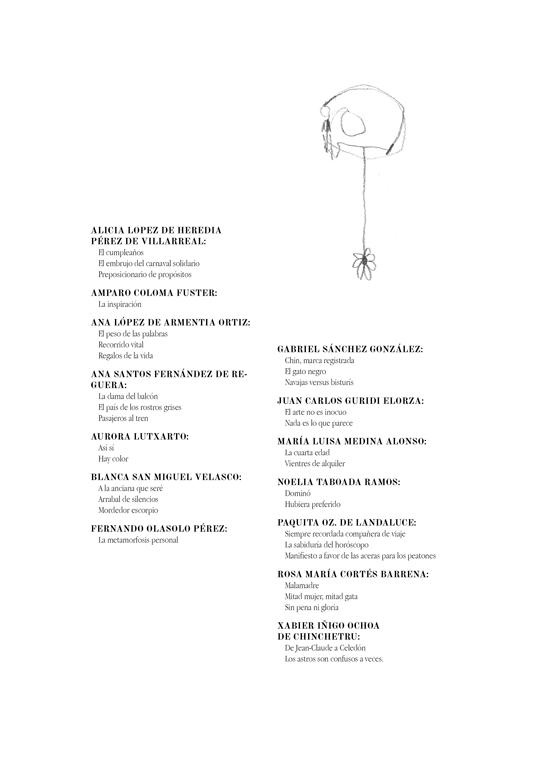 ALICIA LOPEZ DE HEREDIA
PÉREZ DE VILLARREAL:
El cumpleaños
El embrujo del carnaval solidario
Preposicionario de propósitos
AMPARO COLOMA FUSTER:
La inspiración
ANA LÓPEZ DE ARMENTIA ORTIZ:
El peso de las palabras
Recorrido vital
Regalos de la vida
ANA SANTOS FERNÁNDEZ DE RE-
GUERA:
La dama del balcón
El país de los rostros grises
Pasajeros al tren
AURORA LUTXARTO:
Asi si
Hay color
BLANCA SAN MIGUEL VELASCO:
A la anciana que seré
Arrabal de silencios
Mordedor escorpio
FERNANDO OLASOLO PÉREZ:
La metamorfosis personal
GABRIEL SÁNCHEZ GONZÁLEZ:
Chin, marca registrada
El gato negro
Navajas versus bisturís
JUAN CARLOS GURIDI ELORZA:
El arte no es inocuo
Nada es lo que parece
MARÍA LUISA MEDINA ALONSO:
La cuarta edad
Vientres de alquiler
NOELIA TABOADA RAMOS:
Dominó
Hubiera preferido
PAQUITA OZ. DE LANDALUCE:
Siempre recordada compañera de viaje
La sabiduría del horóscopo
Manifiesto a favor de las aceras para los peatones
ROSA MARÍA CORTÉS BARRENA:
Malamadre
Mitad mujer, mitad gata
Sin pena ni gloria
XABIER IÑIGO OCHOA
DE CHINCHETRU:
De Jean-Claude a Celedón
Los astros son confusos a veces.